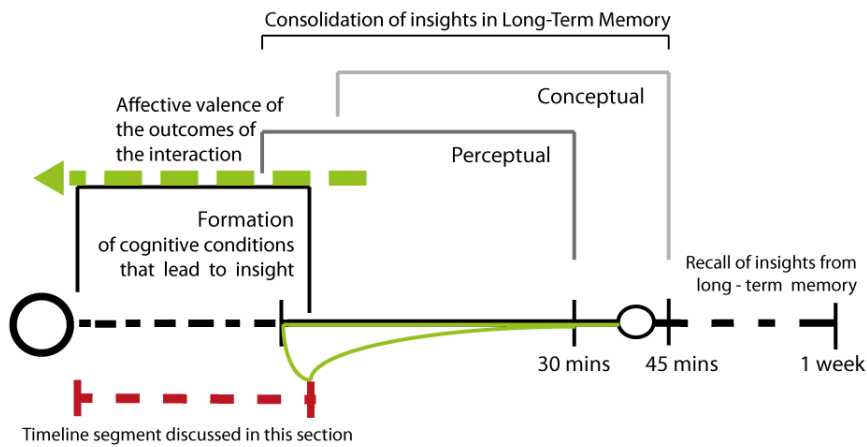 Consolidation of insights in Long-Term Memory
Conceptual
Affective valence of
the outcomes of
the interaction
Perceptual
Formation
of cognitive conditions
that lead to insight
Recall of insights from
long - term memory
30 mins
45 mins
1 week
Timeline segment discussed in this section